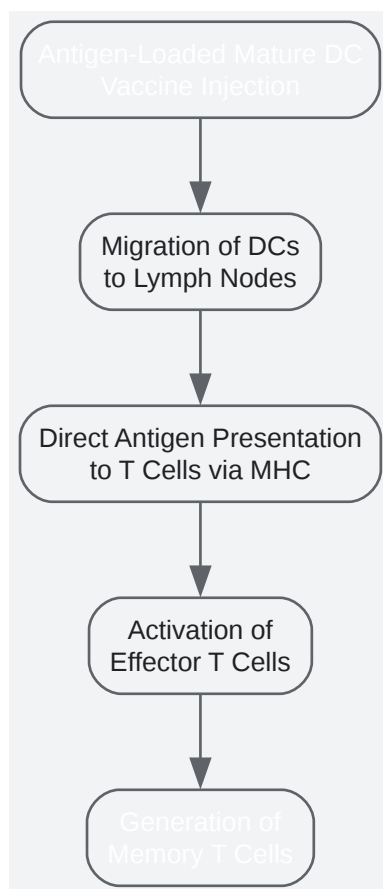 Antigen-Loaded Mature DC
Vaccine Injection
Migration of DCs
to Lymph Nodes
Direct Antigen Presentation
to T Cells via MHC
Activation of
Effector T Cells
Generation of
Memory T Cells